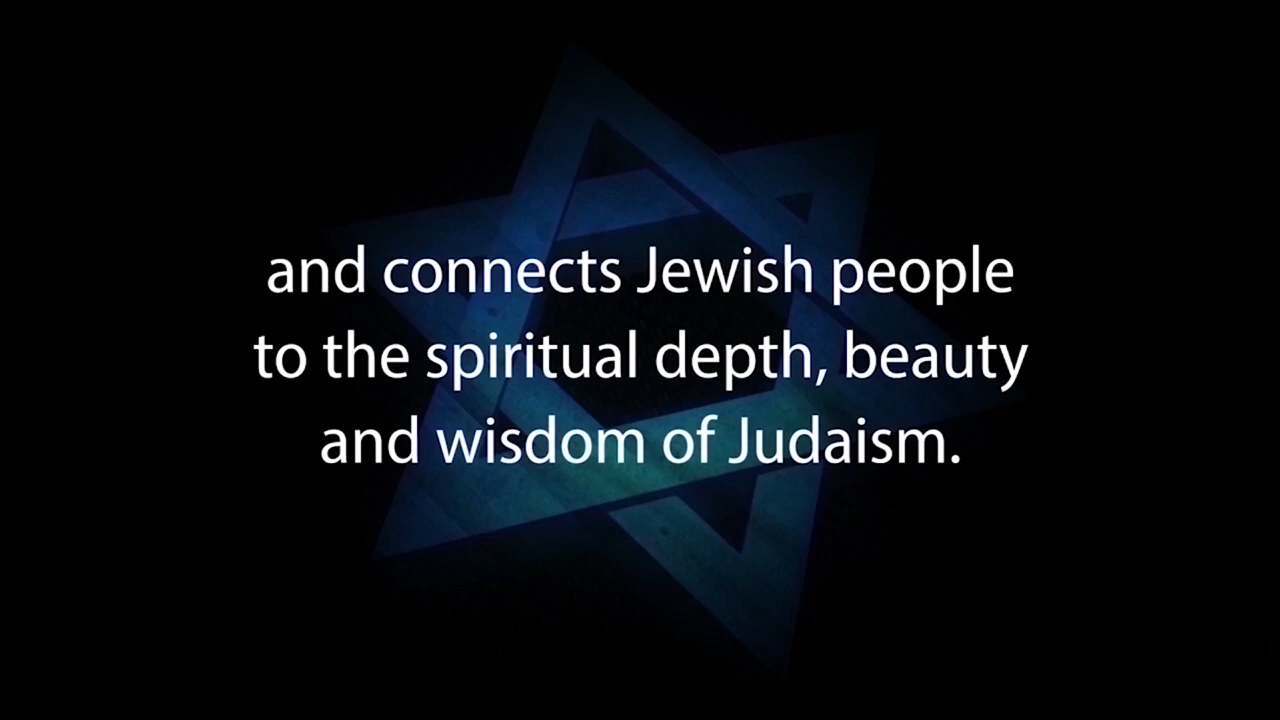 and connects Jewish people
to the spiritual depth, beauty
and wisdom of Judaism.